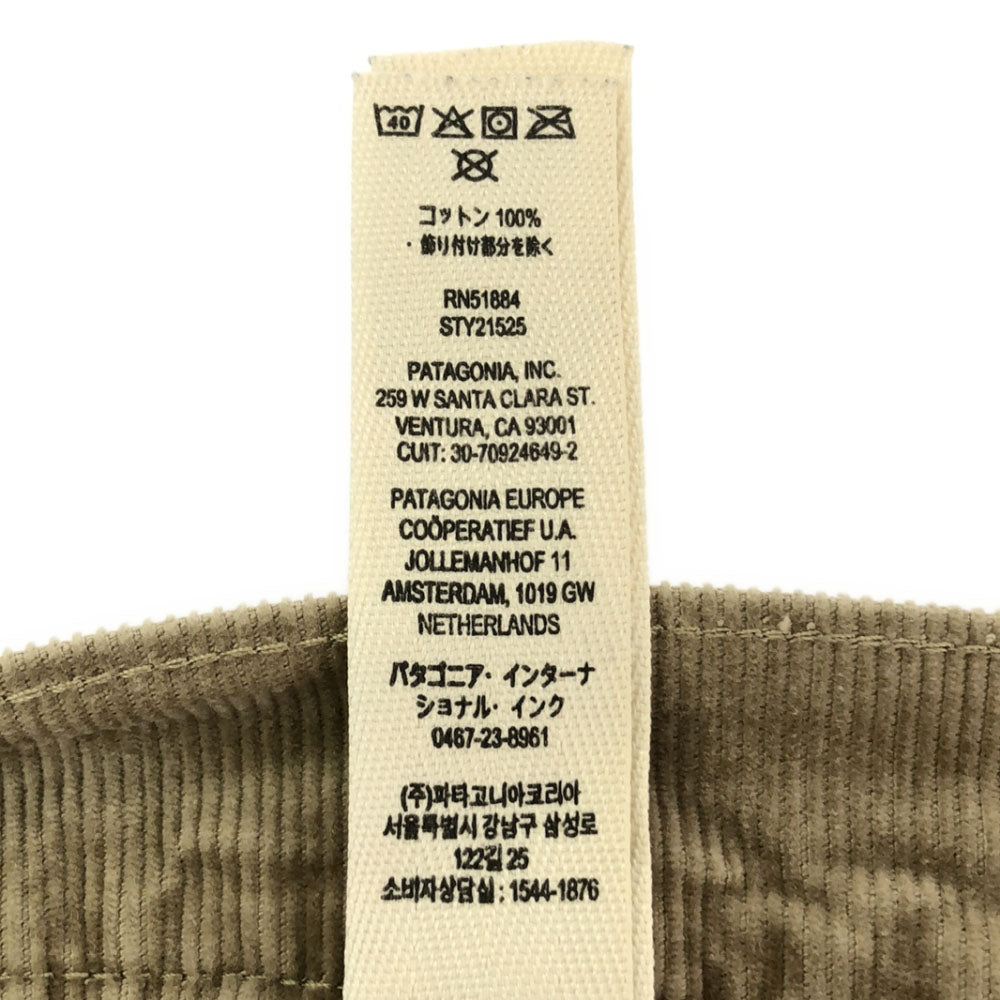 40
コットン 100%
・飾り付け部分を除く
RN51884
STY21525
PATAGONIA, INC.
259 W SANTA CLARA ST.
VENTURA, CA 93001
CUIT: 30-70924649-2
PATAGONIA EUROPE
COÖPERATIEF U.A.
JOLLEMANHOF 11
AMSTERDAM, 1019 GW
NETHERLANDS
パタゴニア・インターナ
ショナル・インク
0467-23-8961
(주)파타고니아코리아
서울특별시 강남구 삼성로
122길 25
소비자상담실 : 1544-1876